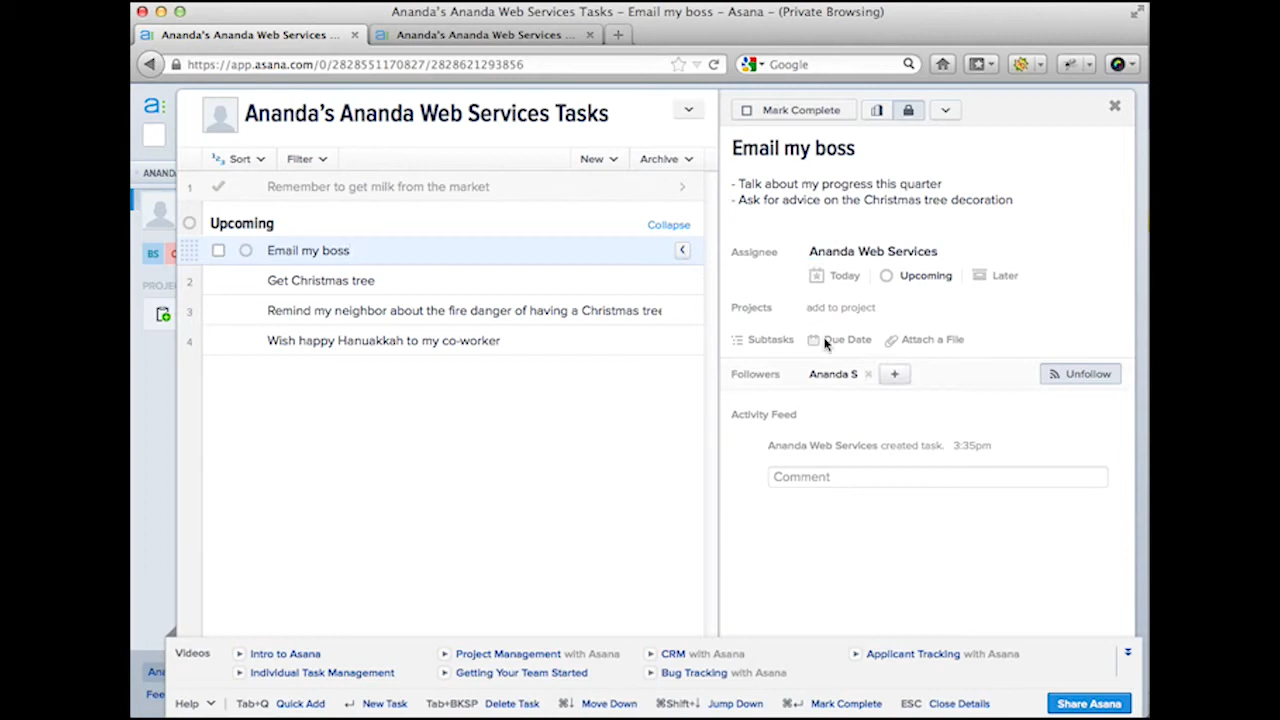 Ananda's Ananda Web Services Tasks – Email my boss – Asana – (Private Browsing)
Ananda's Ananda Web Services ...
Ananda's Ananda Web Services ...
https://app.asana.com/0/2828551170827/2828621293856
Google
a:
Ananda's Ananda Web Services Tasks
Mark Complete
Email my boss
Sort
Filter
New
Archive
ANAND
1 Remember to get milk from the market
- Talk about my progress this quarter
- Ask for advice on the Christmas tree decoration
Upcoming
Collapse
BS
Email my boss
2 Get Christmas tree
3 Remind my neighbor about the fire danger of having a Christmas tree
4 Wish happy Hanuakkah to my co-worker
PROJE
Assignee Ananda Web Services
Today Upcoming Later
Projects add to project
Subtasks Due Date Attach a File
Followers Ananda S
Unfollow
Activity Feed
Ananda Web Services created task. 3:35pm
Comment
Videos
Intro to Asana
Project Management with Asana
CRM with Asana
Applicant Tracking with Asana
Individual Task Management
Getting Your Team Started
Bug Tracking with Asana
Ana
Fee
Help Tab+Q Quick Add ↵ New Task Tab+BKSP Delete Task ⌘↓ Move Down ⌘Shift+↓ Jump Down ⌘↵ Mark Complete ESC Close Details
Share Asana